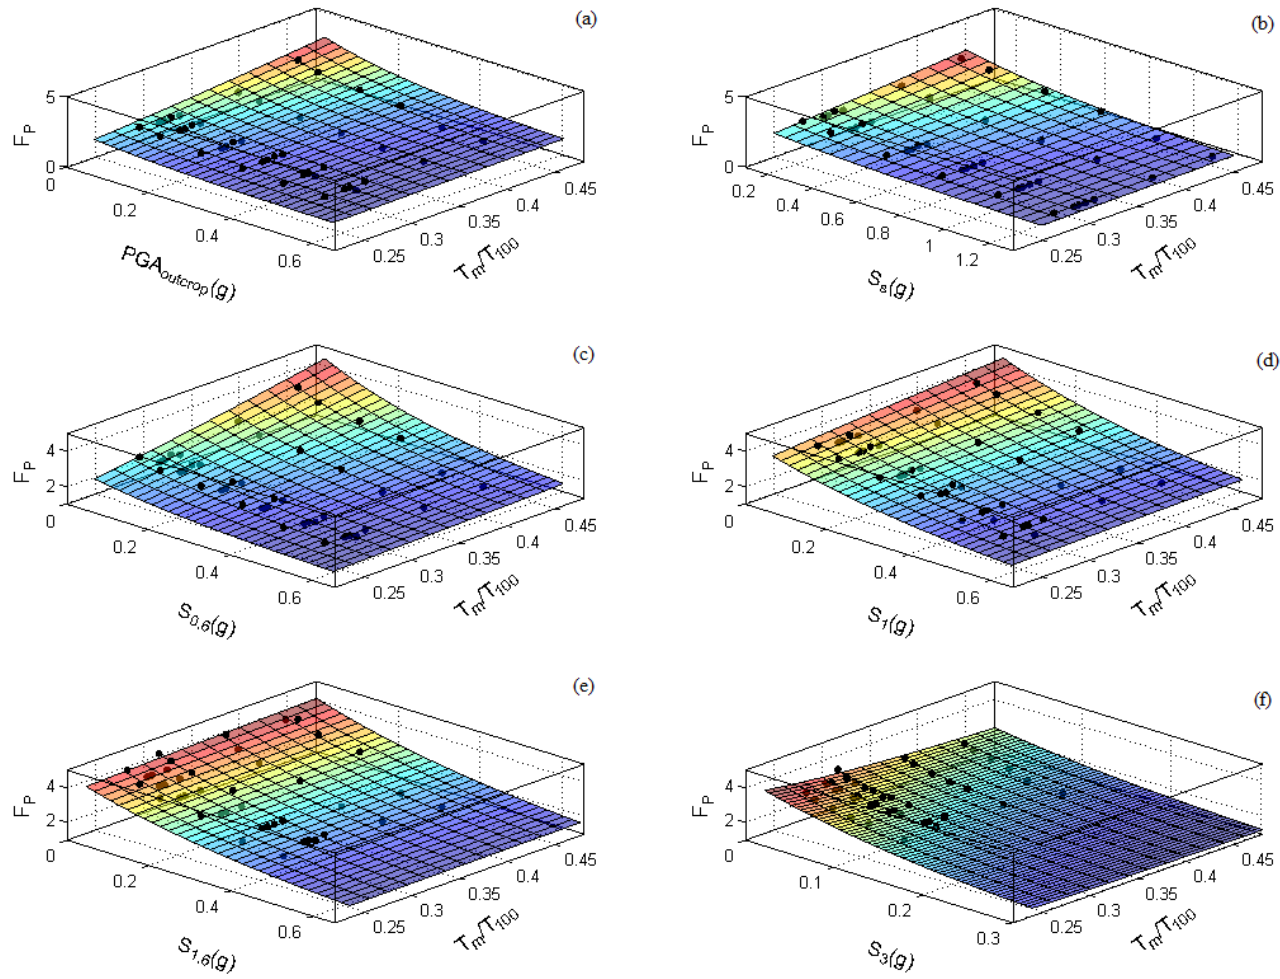 (a)
5
F_P
0
0
0.2
0.4
0.6
PGA_outcrop(g)
0.25
0.3
0.35
0.4
0.45
T_m/T_100
(b)
5
F_P
0
0.2
0.4
0.6
0.8
1
1.2
S_s(g)
0.25
0.3
0.35
0.4
0.45
T_m/T_100
(c)
4
F_P
2
0
0.2
0.4
0.6
S_0.6(g)
0.25
0.3
0.35
0.4
0.45
T_m/T_100
(d)
4
F_P
2
0
0.2
0.4
0.6
S_1(g)
0.25
0.3
0.35
0.4
0.45
T_m/T_100
(e)
4
F_P
2
0
0.2
0.4
0.6
S_1.6(g)
0.25
0.3
0.35
0.4
0.45
T_m/T_100
(f)
4
F_P
2
0
0.1
0.2
0.3
S_3(g)
0.25
0.3
0.35
0.4
0.45
T_m/T_100